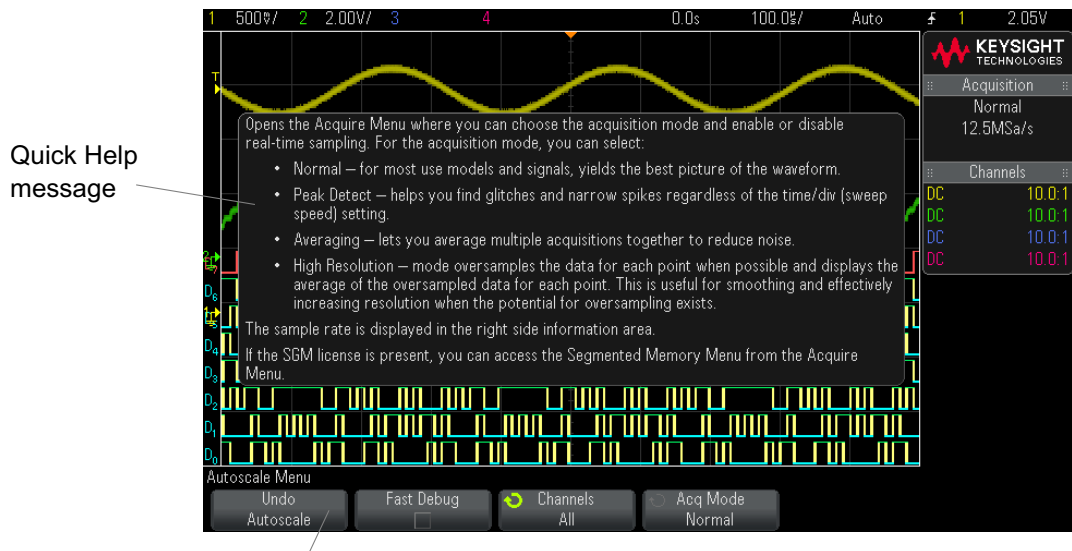 1 500▽/ 2 2.00V/ 3 4 0.0s 100.0▽/ Auto 1 2.05V
KEYSIGHT
TECHNOLOGIES
Acquisition
Normal
12.5MSa/s
Channels
DC 10.0:1
DC 10.0:1
DC 10.0:1
DC 10.0:1
Quick Help
message
T
Opens the Acquire Menu where you can choose the acquisition mode and enable or disable
real-time sampling. For the acquisition mode, you can select:
• Normal – for most use models and signals, yields the best picture of the waveform.
• Peak Detect – helps you find glitches and narrow spikes regardless of the time/div (sweep
speed) setting.
• Averaging – lets you average multiple acquisitions together to reduce noise.
• High Resolution – mode oversamples the data for each point when possible and displays the
average of the oversampled data for each point. This is useful for smoothing and effectively
increasing resolution when the potential for oversampling exists.
The sample rate is displayed in the right side information area.
If the SGM license is present, you can access the Segmented Memory Menu from the Acquire
Menu.
D6
D4
D3
D2
D1
D0
Autoscale Menu
Undo
Autoscale
Fast Debug
Channels
All
Acq Mode
Normal